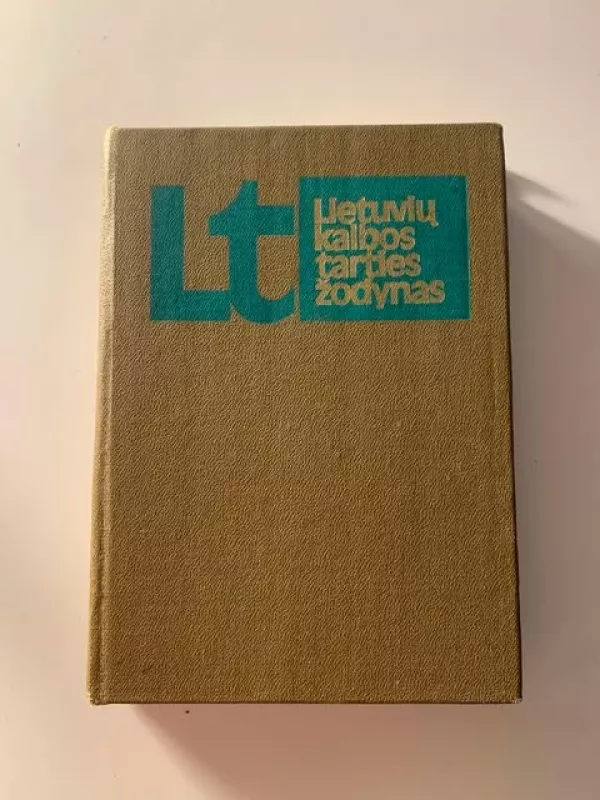 Lt
Lietuvių
kalbos
tarties
žodynas